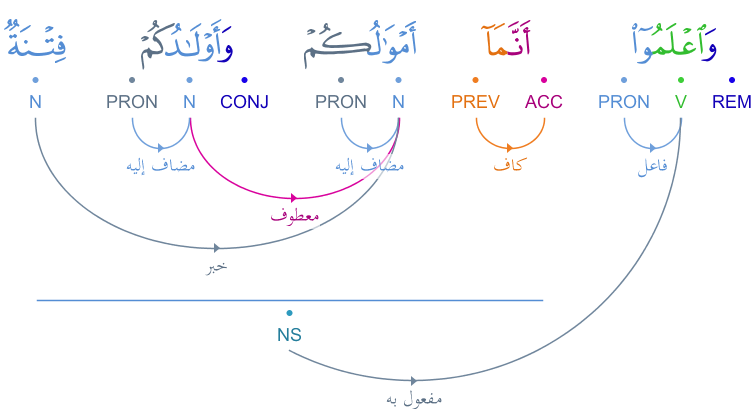 وَٱعْلَمُوٓا۟ أَنَّمَآ أَمْوَٰلُكُمْ وَأَوْلَـٰدُكُمْ فِتْنَةٌ
REM V PRON ACC PREV N PRON CONJ N PRON N
فاعل كاف مضاف إليه مضاف إليه
معطوف
خبر
NS
مفعول به